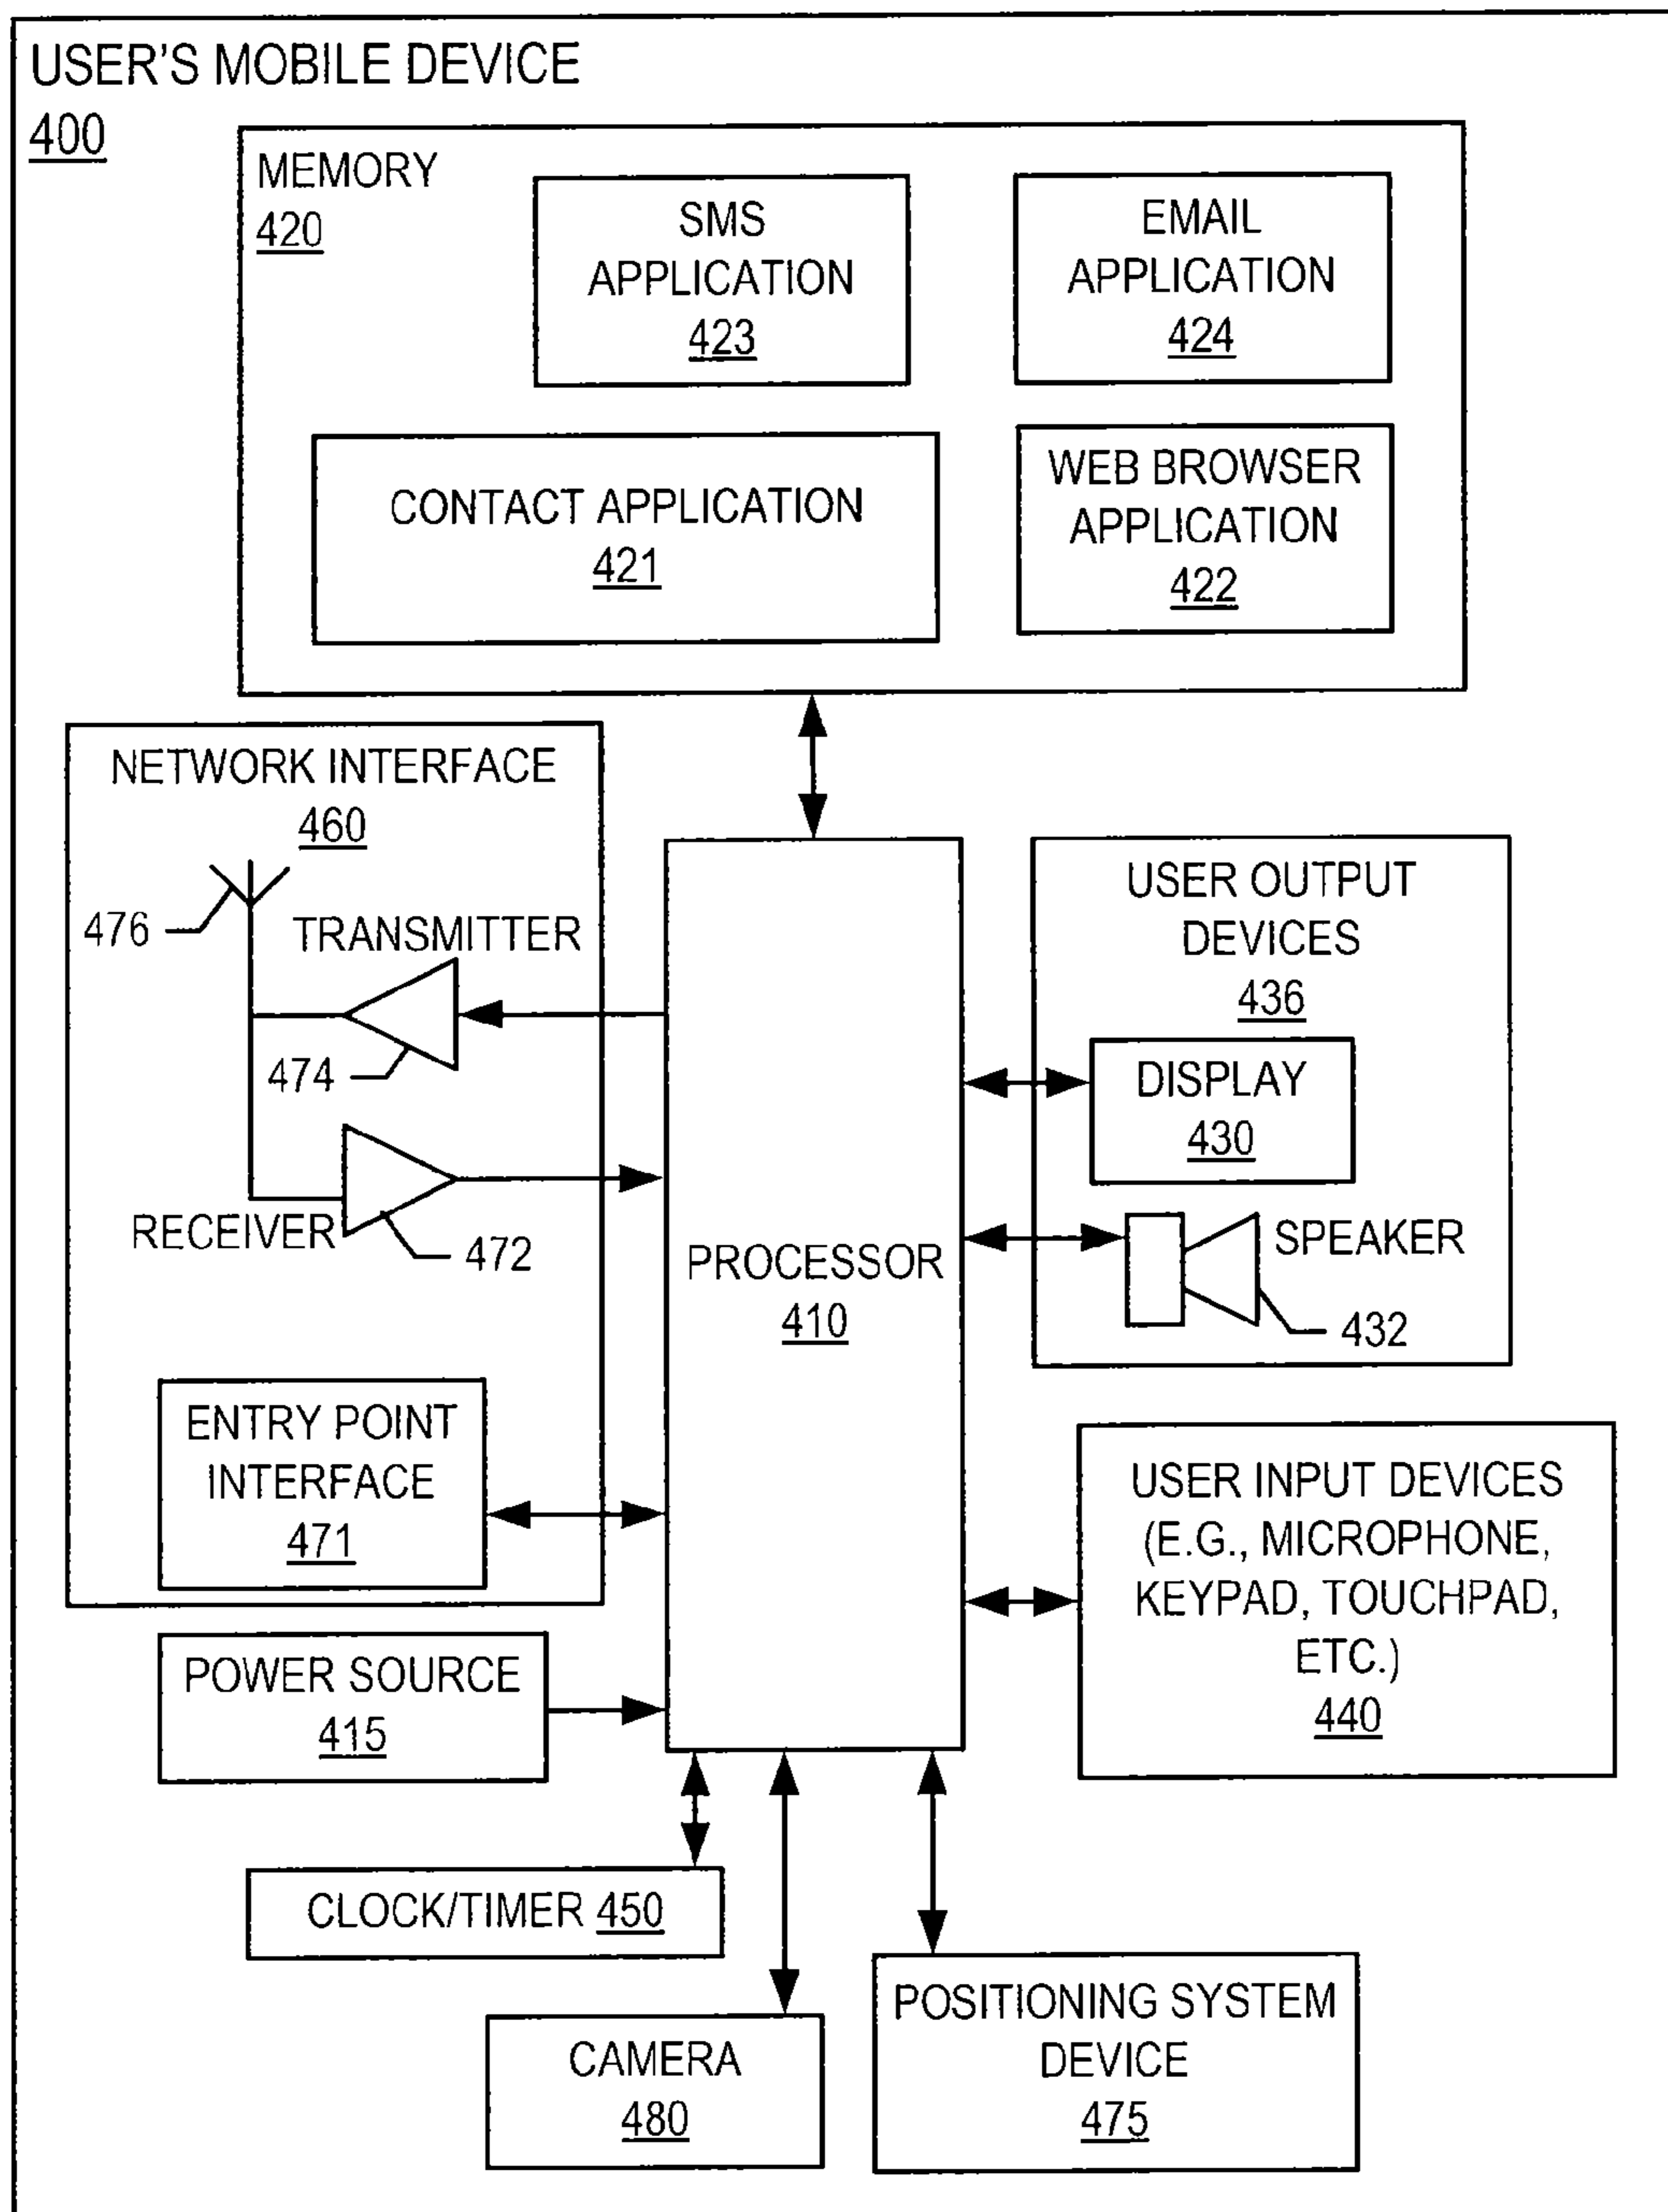 USER'S MOBILE DEVICE
400
MEMORY
420
SMS
APPLICATION
423
EMAIL
APPLICATION
424
CONTACT APPLICATION
421
WEB BROWSER
APPLICATION
422
NETWORK INTERFACE
460
476
TRANSMITTER
474
RECEIVER
472
ENTRY POINT
INTERFACE
471
PROCESSOR
410
USER OUTPUT
DEVICES
436
DISPLAY
430
SPEAKER
432
USER INPUT DEVICES
(E.G., MICROPHONE,
KEYPAD, TOUCHPAD,
ETC.)
440
POWER SOURCE
415
CLOCK/TIMER 450
CAMERA
480
POSITIONING SYSTEM
DEVICE
475